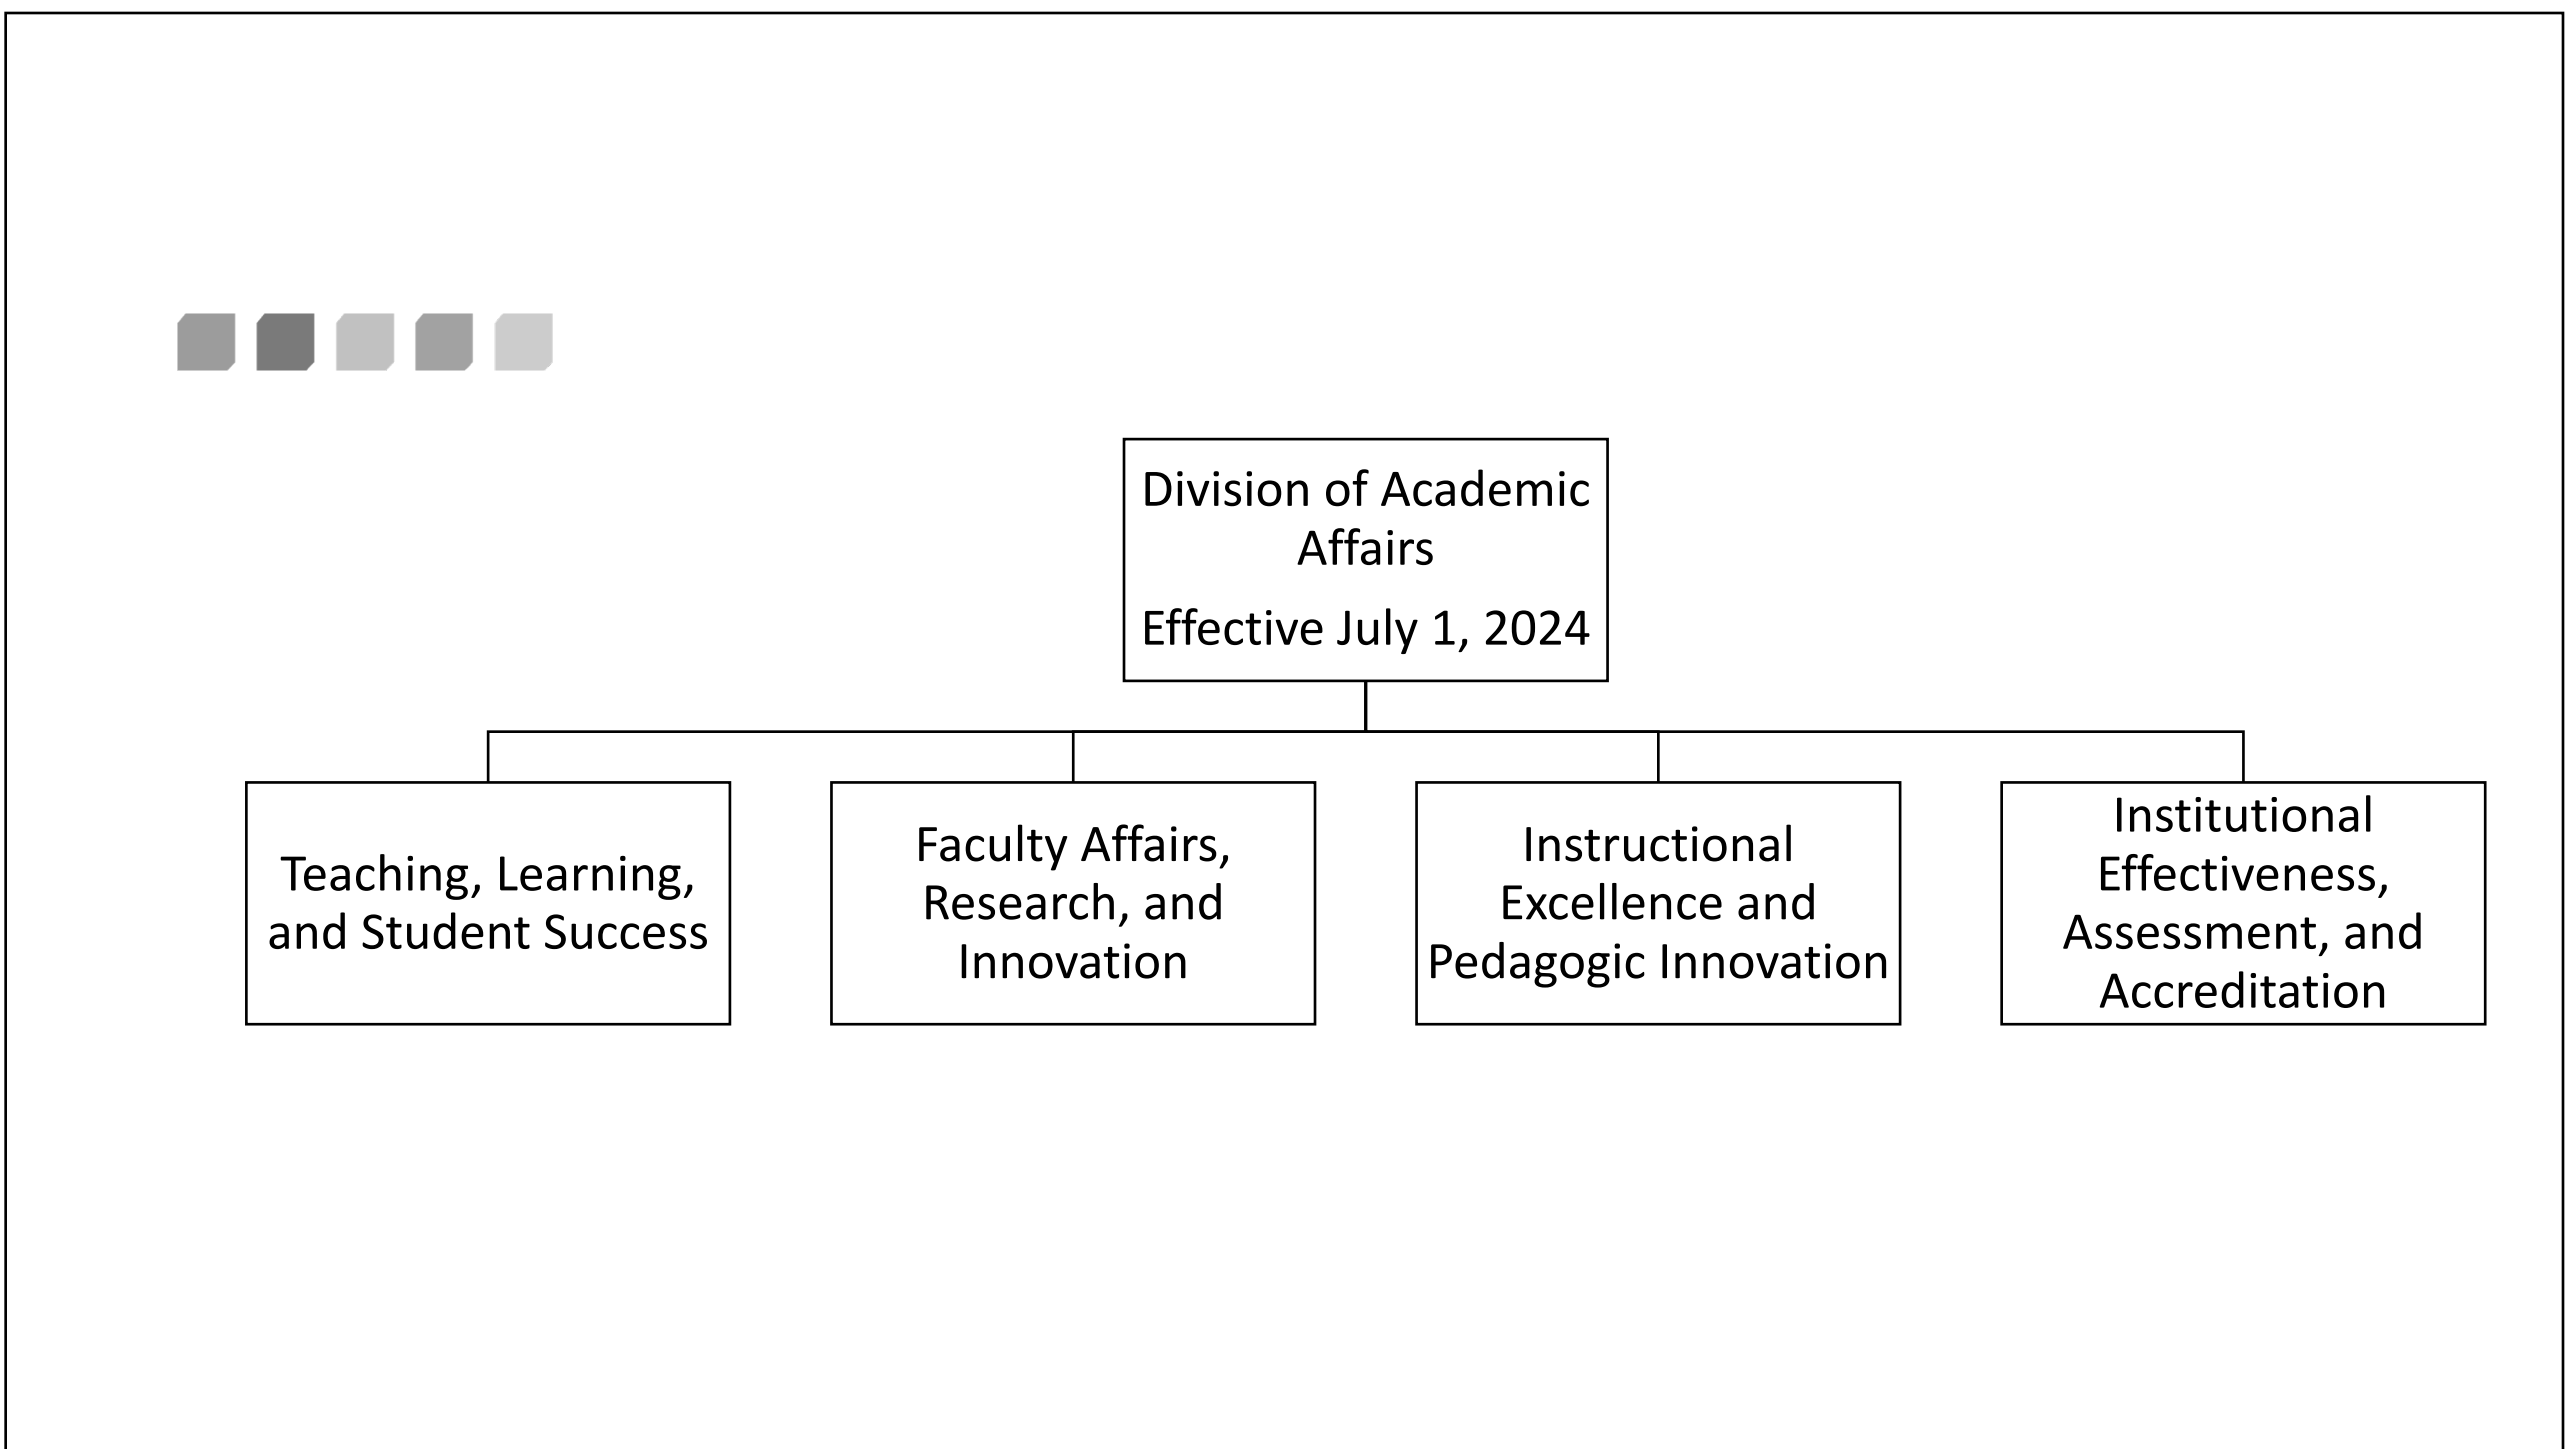 Division of Academic
Affairs
Effective July 1, 2024
Teaching, Learning,
and Student Success
Faculty Affairs,
Research, and
Innovation
Instructional
Excellence and
Pedagogic Innovation
Institutional
Effectiveness,
Assessment, and
Accreditation